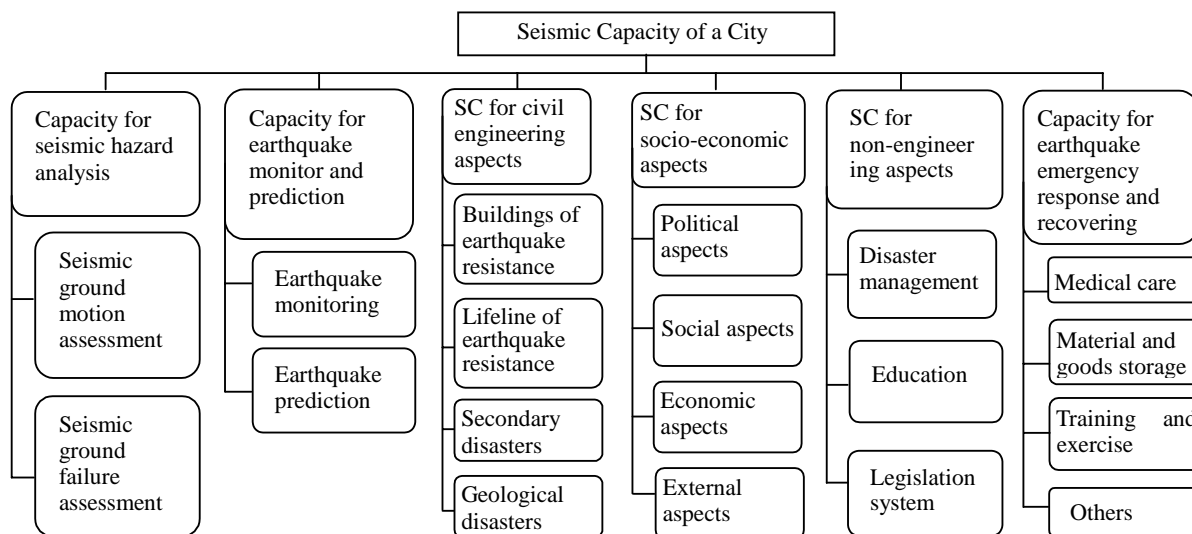 Seismic Capacity of a City
Capacity for
seismic hazard
analysis
Seismic
ground
motion
assessment
Seismic
ground
failure
assessment
Capacity for
earthquake
monitor and
prediction
Earthquake
monitoring
Earthquake
prediction
SC for civil
engineering
aspects
Buildings of
earthquake
resistance
Lifeline of
earthquake
resistance
Secondary
disasters
Geological
disasters
SC for
socio-economic
aspects
Political
aspects
Social aspects
Economic
aspects
External
aspects
SC for
non-engineer
ing aspects
Disaster
management
Education
Legislation
system
Capacity for
earthquake
emergency
response and
recovering
Medical care
Material and
goods storage
Training and
exercise
Others